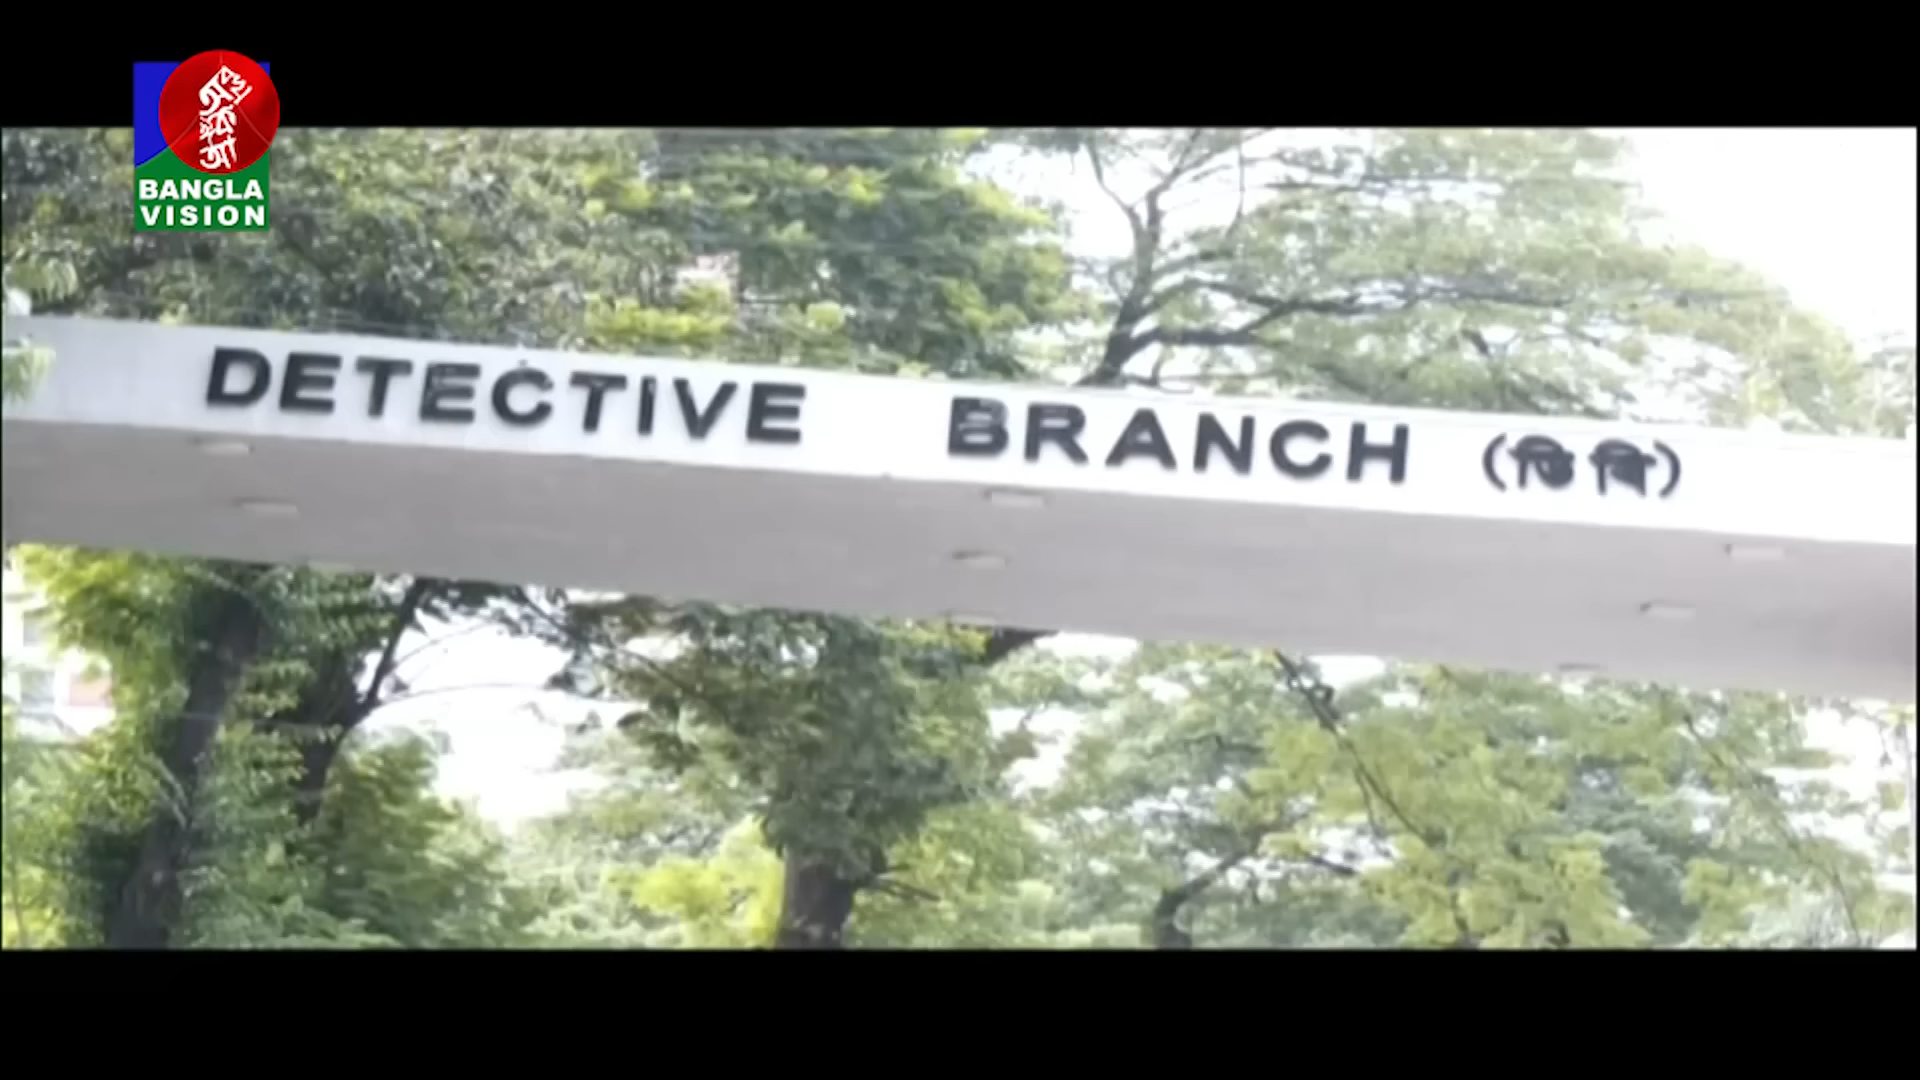 BANGLA
VISION
DETECTIVE BRANCH (ডিবি)